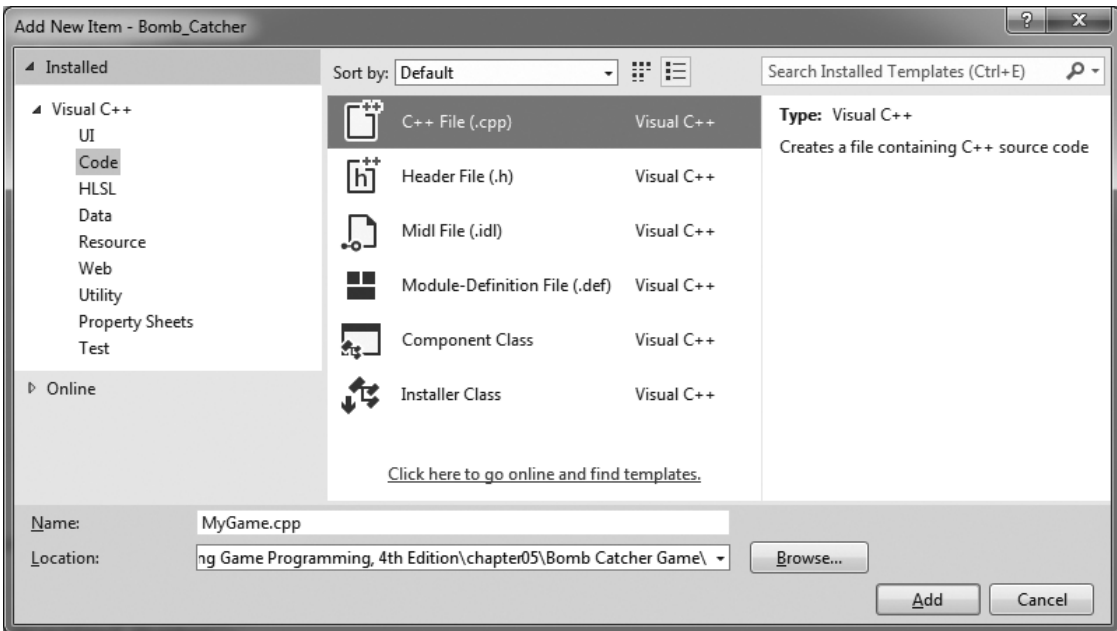 Add New Item - Bomb_Catcher
Installed
Visual C++
UI
Code
HLSL
Data
Resource
Web
Utility
Property Sheets
Test
Online
Sort by: Default
C++ File (.cpp) Visual C++
Header File (.h) Visual C++
Midl File (.idl) Visual C++
Module-Definition File (.def) Visual C++
Component Class Visual C++
Installer Class Visual C++
Click here to go online and find templates.
Search Installed Templates (Ctrl+E)
Type: Visual C++
Creates a file containing C++ source code
Name: MyGame.cpp
Location: ng Game Programming, 4th Edition\chapter05\Bomb Catcher Game\
Browse...
Add Cancel